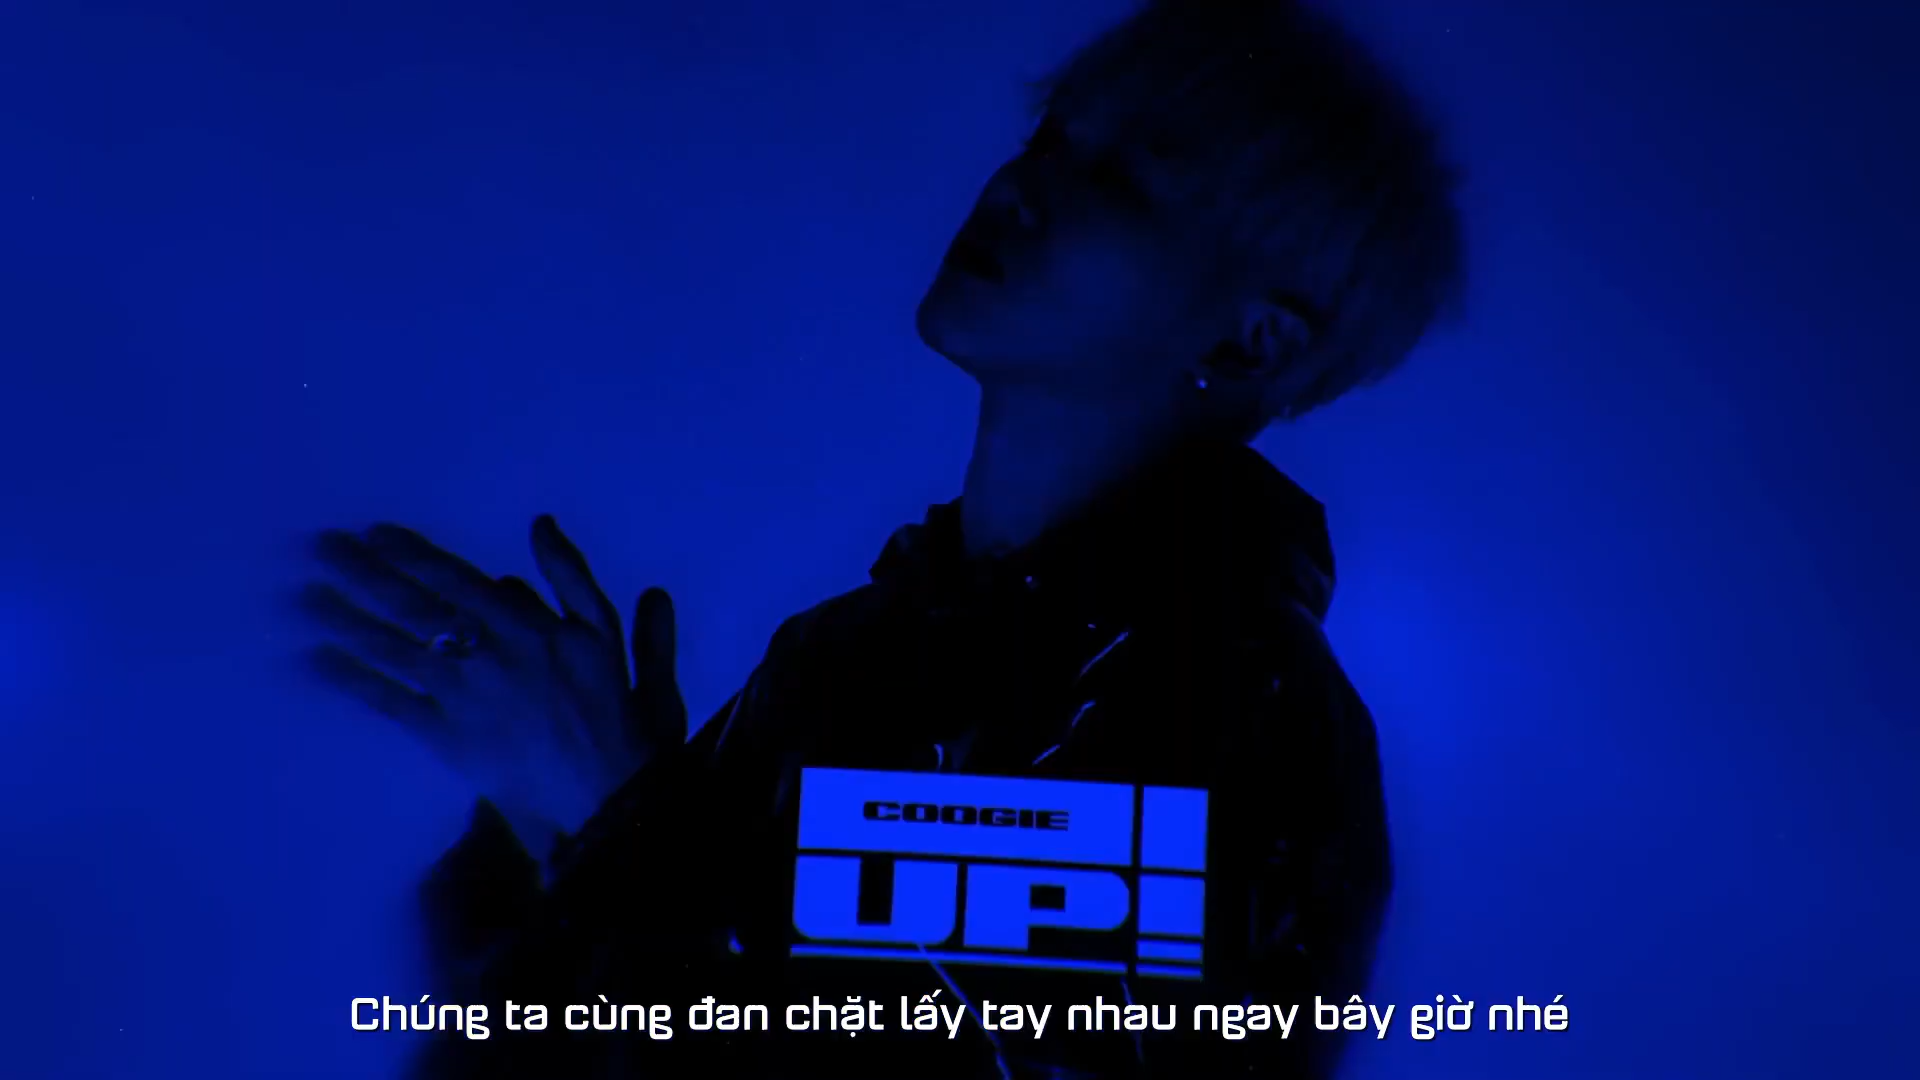 COOGIE
UP!
Chúng ta cùng đan chặt lấy tay nhau ngay bây giờ nhé